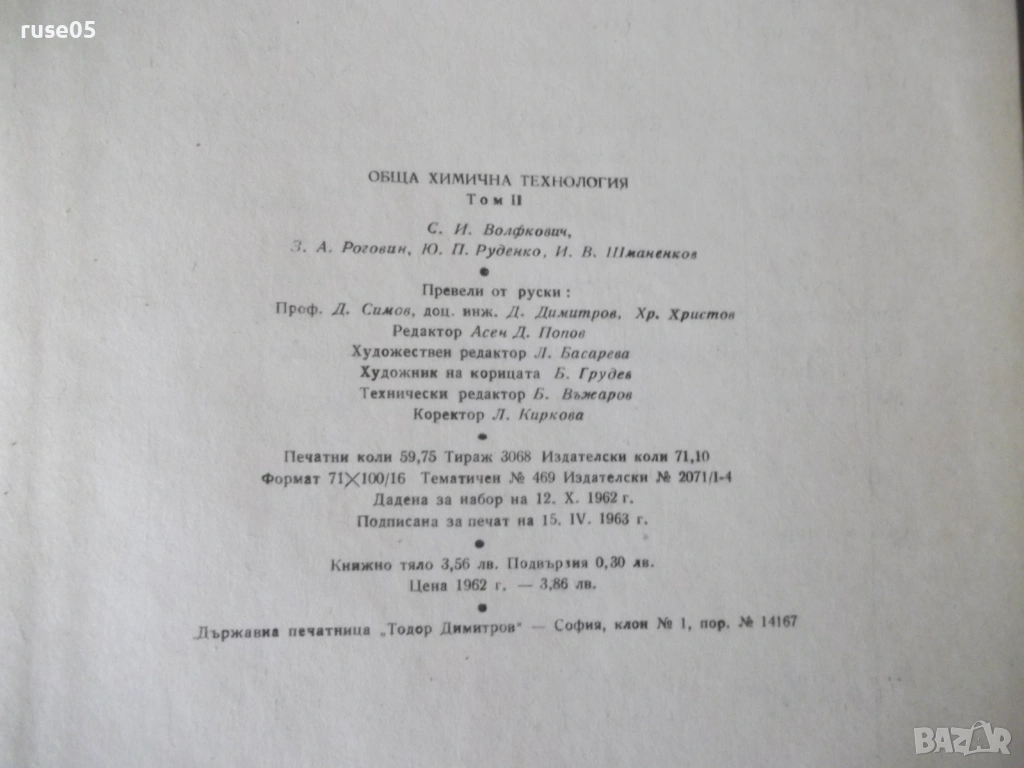 ruse05
ОБЩА ХИМИЧНА ТЕХНОЛОГИЯ
Том II
С. И. Волфкович,
З. А. Роговин, Ю. П. Руденко, И. В. Шманенков
Превели от руски:
Проф. Д. Симов, доц. инж. Д. Димитров, Хр. Христов
Редактор Асен Д. Попов
Художествен редактор Л. Басарева
Художник на корицата Б. Грудев
Технически редактор Б. Въжаров
Коректор Л. Киркова
Печатни коли 59,75 Тираж 3068 Издателски коли 71,10
Формат 71×100/16 Тематичен № 469 Издателски № 2071/1-4
Дадена за набор на 12. X. 1962 г.
Подписана за печат на 15. IV. 1963 г.
Книжно тяло 3,56 лв. Подвързия 0,30 лв.
Цена 1962 г. — 3,86 лв.
Държавна печатница „Тодор Димитров“ — София, клон № 1, пор. № 14167
BAZAR